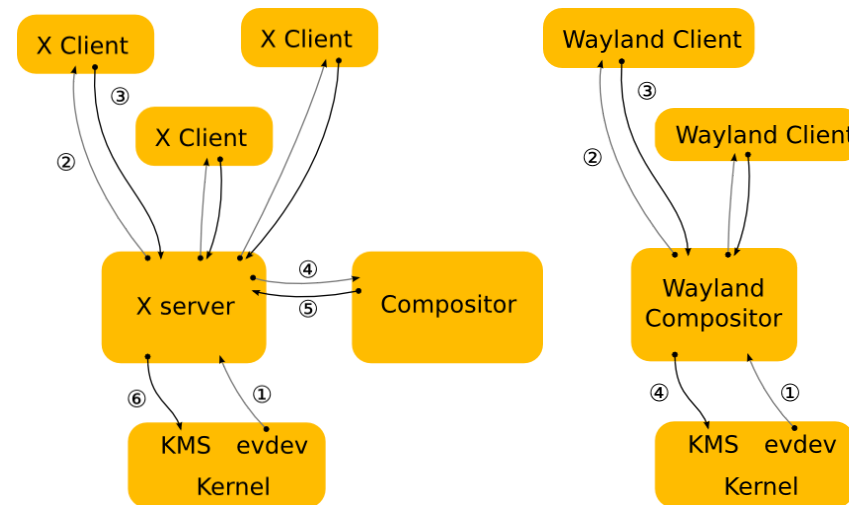 X Client
X Client
③
X Client
②
X server
④
⑤
Compositor
⑥
①
KMS evdev
Kernel
Wayland Client
③
Wayland Client
②
Wayland
Compositor
④
①
KMS evdev
Kernel